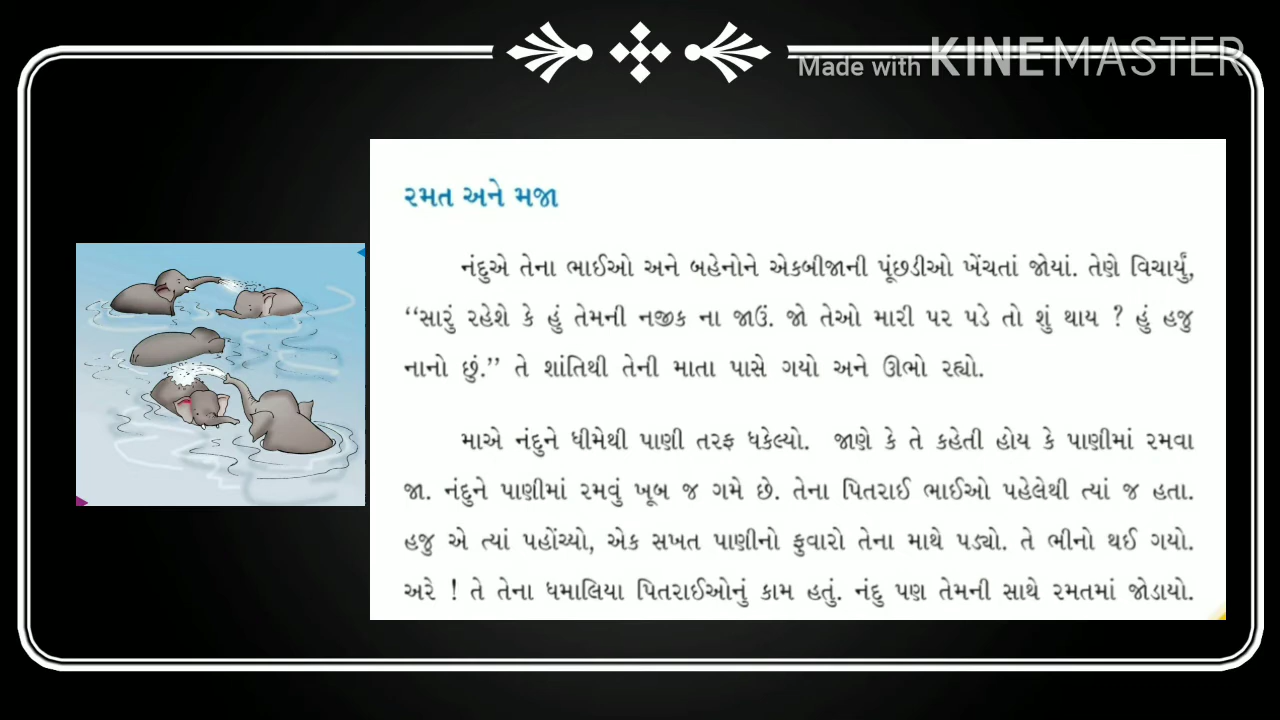 Made with KINEMASTER
રમત અને મજા
નંદુએ તેના ભાઈઓ અને બહેનોને એકબીજાની પૂંછડીઓ ખેંચતાં જોયાં. તેણે વિચાર્યું,
“સારું રહેશે કે હું તેમની નજીક ના જાઉં. જો તેઓ મારી પર પડે તો શું થાય ? હું હજુ
નાનો છું.” તે શાંતિથી તેની માતા પાસે ગયો અને ઊભો રહ્યો.
માએ નંદુને ધીમેથી પાણી તરફ ધકેલ્યો. જાણે કે તે કહેતી હોય કે પાણીમાં રમવા
જા. નંદુને પાણીમાં રમવું ખૂબ જ ગમે છે. તેના પિતરાઈ ભાઈઓ પહેલેથી ત્યાં જ હતા.
હજુ એ ત્યાં પહોંચ્યો, એક સખત પાણીનો ફુવારો તેના માથે પડ્યો. તે ભીનો થઈ ગયો.
અરે ! તે તેના ધમાલિયા પિતરાઈઓનું કામ હતું. નંદુ પણ તેમની સાથે રમતમાં જોડાયો.